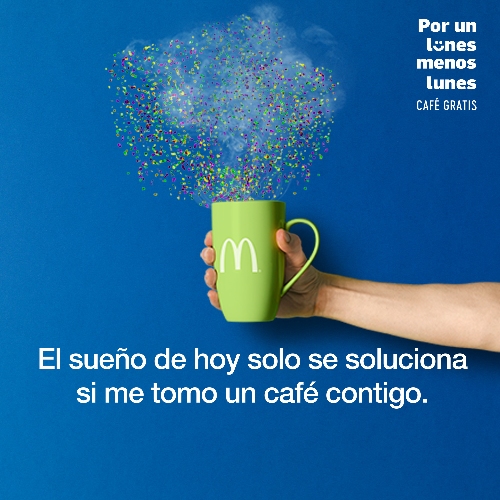 Por un
lunes
menos
lunes
CAFÉ GRATIS
M
El sueño de hoy solo se soluciona
si me tomo un café contigo.